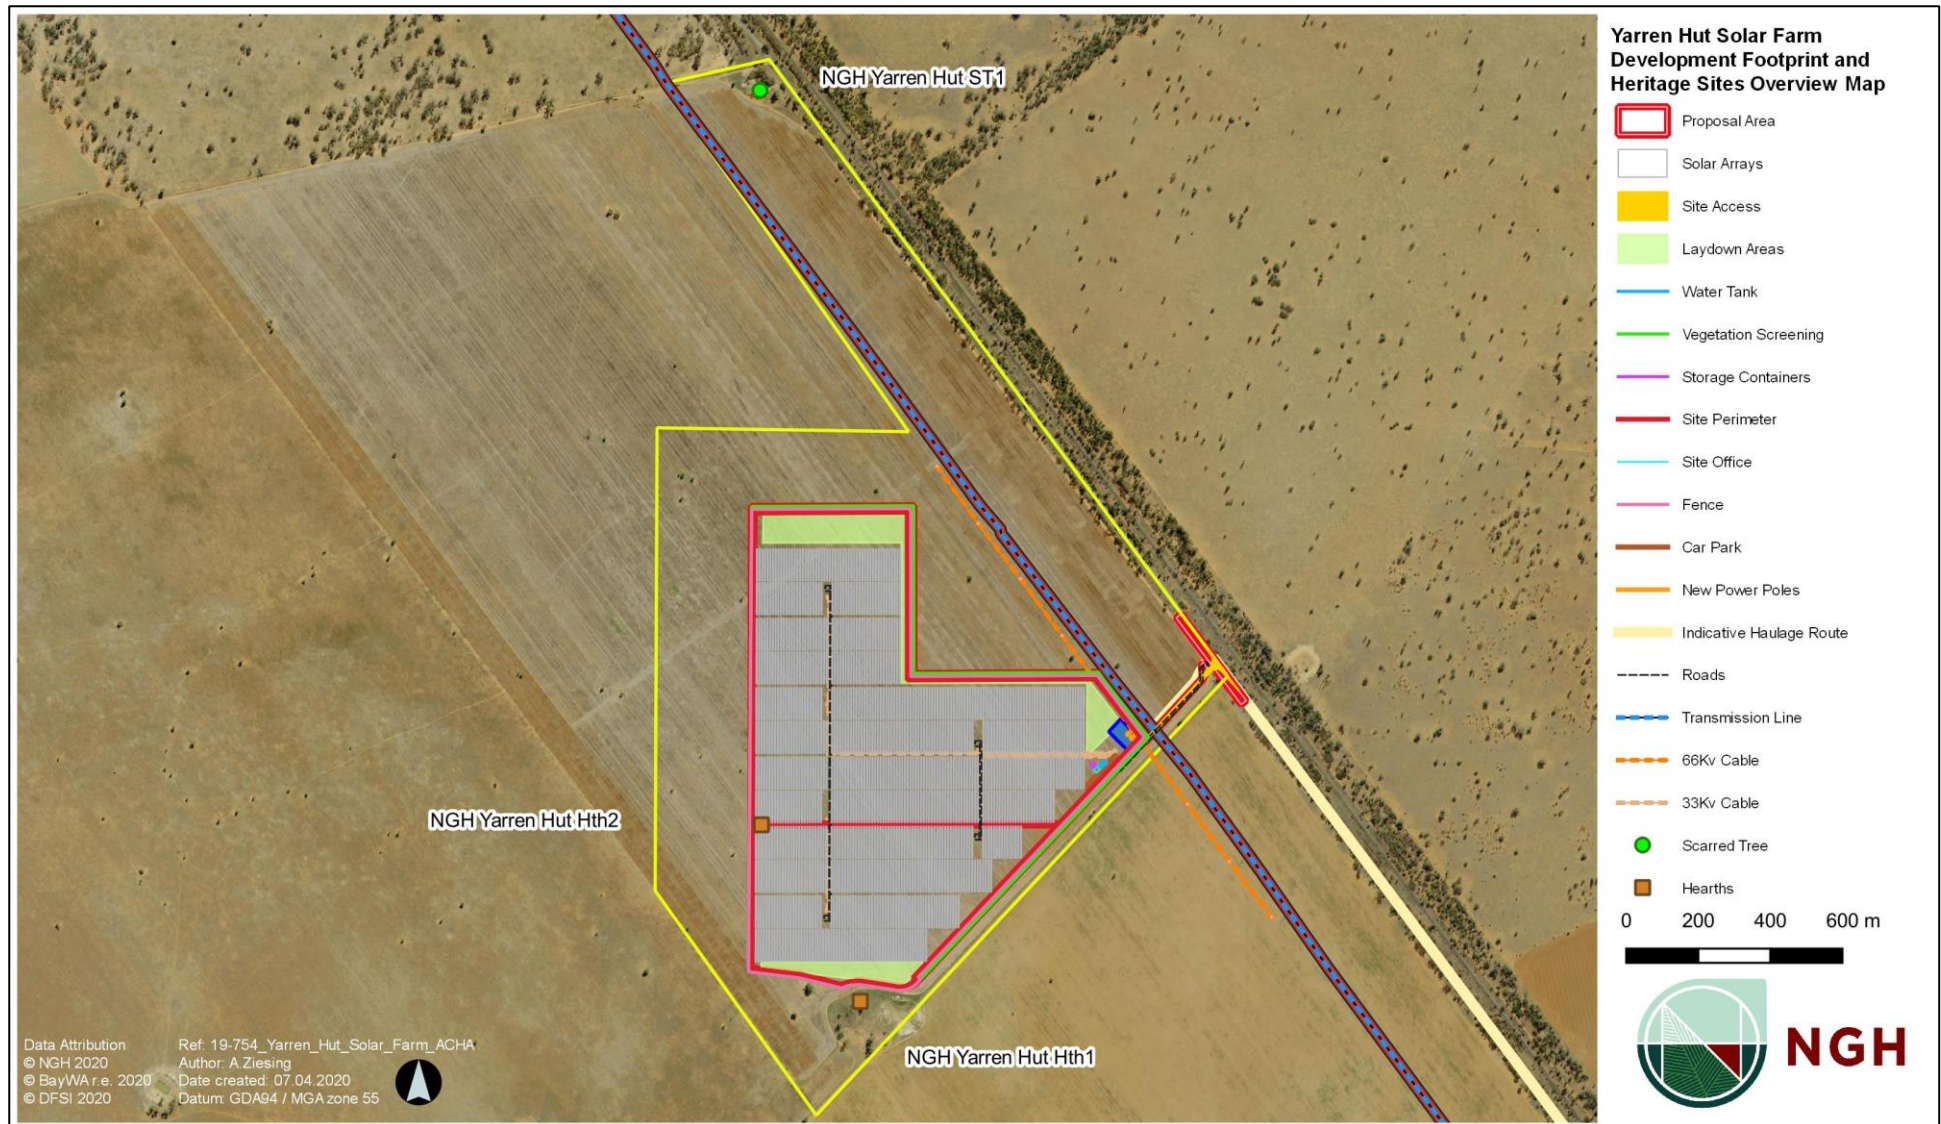 NGH Yarren Hut ST1
NGH Yarren Hut Hth2
NGH Yarren Hut Hth1
Data Attribution
© NGH 2020
© BayWA r.e. 2020
© DFSI 2020
Ref: 19-754_Yarren_Hut_Solar_Farm_ACHA
Author: A.Ziesing
Date created: 07.04.2020
Datum: GDA94 / MGA zone 55
Yarren Hut Solar Farm
Development Footprint and
Heritage Sites Overview Map
Proposal Area
Solar Arrays
Site Access
Laydown Areas
Water Tank
Vegetation Screening
Storage Containers
Site Perimeter
Site Office
Fence
Car Park
New Power Poles
Indicative Haulage Route
Roads
Transmission Line
66Kv Cable
33Kv Cable
Scarred Tree
Hearths
0 200 400 600 m
NGH